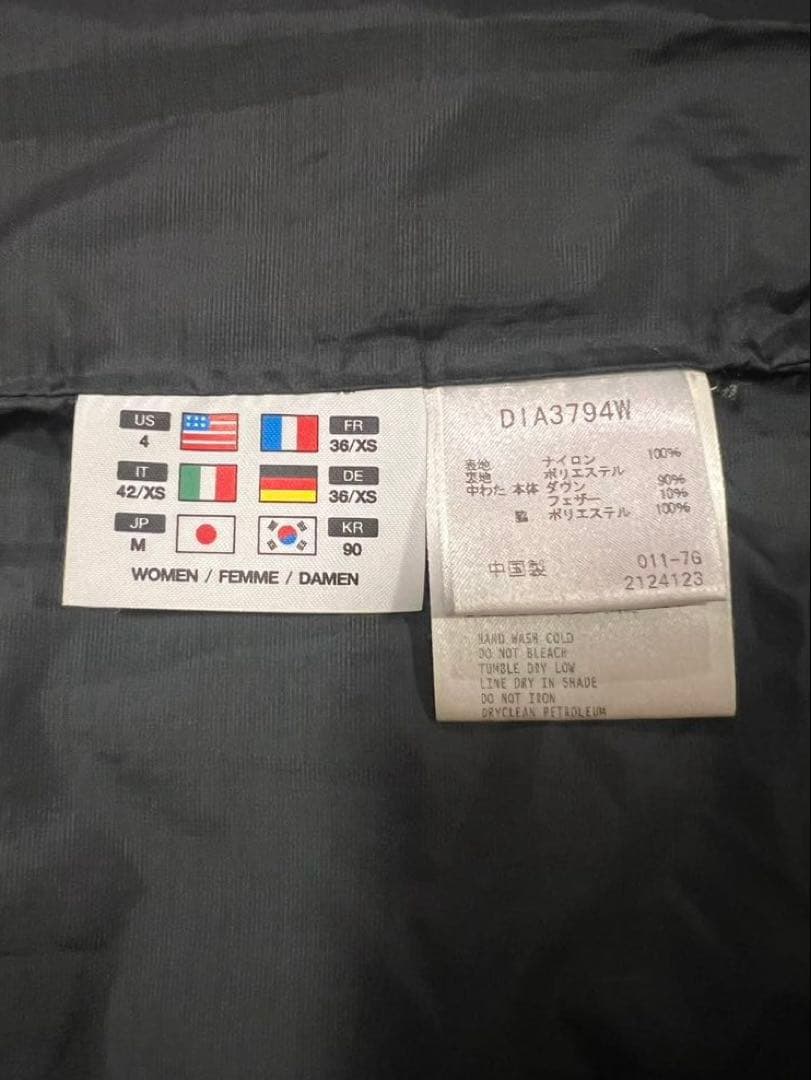 US
4
FR
36/XS
IT
42/XS
DE
36/XS
JP
M
KR
90
WOMEN / FEMME / DAMEN
DIA3794W
表地 ナイロン 100%
裏地 ポリエステル
中わた 本体 ダウン 90%
フェザー 10%
脇 ポリエステル 100%
中国製 011-7G
2124123
HAND WASH COLD
DO NOT BLEACH
TUMBLE DRY LOW
LINE DRY IN SHADE
DO NOT IRON
DRYCLEAN PETROLEUM